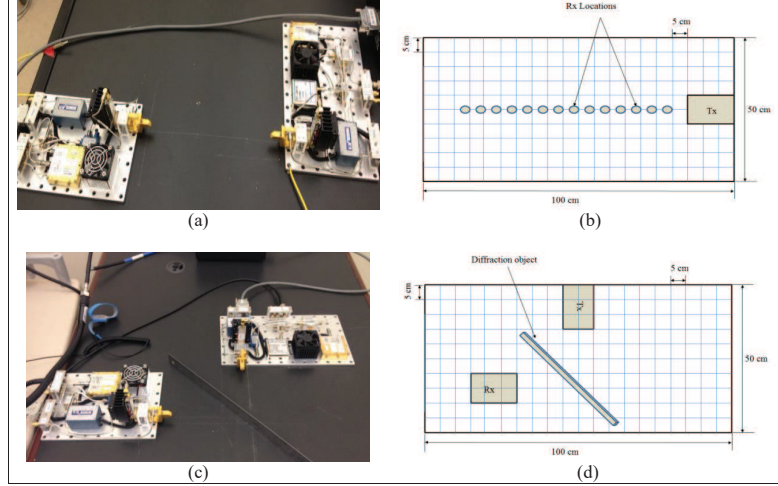 Rx Locations
5 cm
5 cm
Tx
50 cm
100 cm
(a)
(b)
Diffraction object
5 cm
5 cm
Tx
Rx
50 cm
100 cm
(c)
(d)